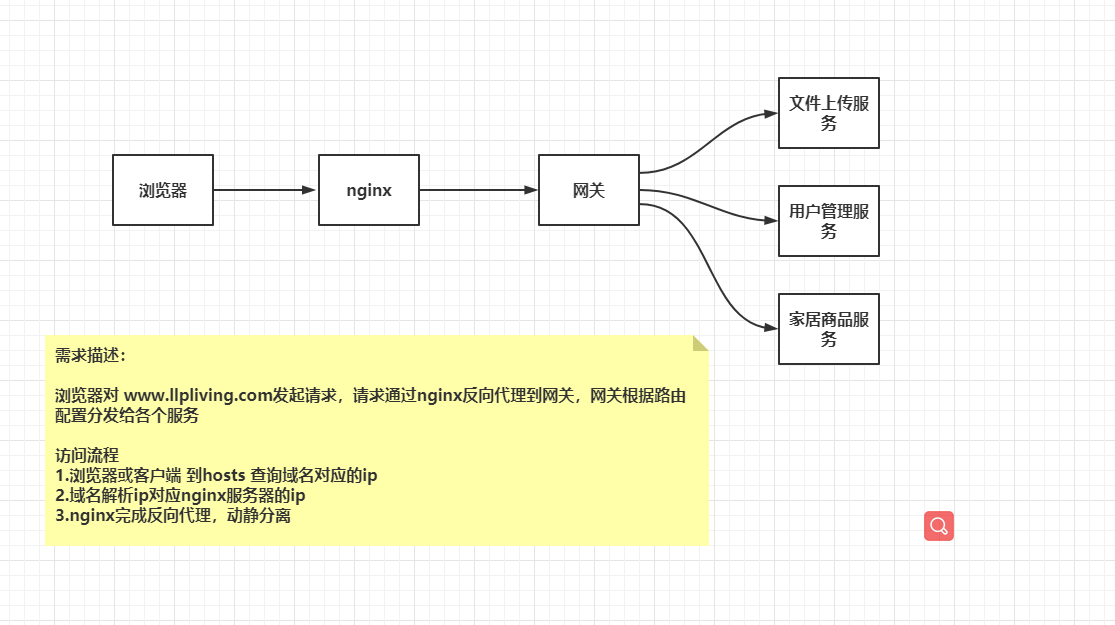 文件上传服
务
浏览器
nginx
网关
用户管理服
务
家居商品服
务
需求描述：
浏览器对 www.llpliving.com发起请求，请求通过nginx反向代理到网关，网关根据路由
配置分发给各个服务
访问流程
1.浏览器或客户端 到hosts 查询域名对应的ip
2.域名解析ip对应nginx服务器的ip
3.nginx完成反向代理，动静分离